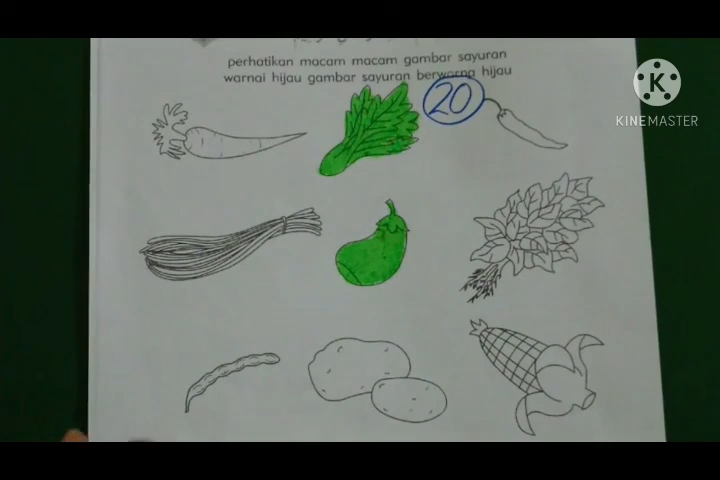 perhatikan macam macam gambar sayuran
warnai hijau gambar sayuran berwarna hijau
20
K
KINEMASTER